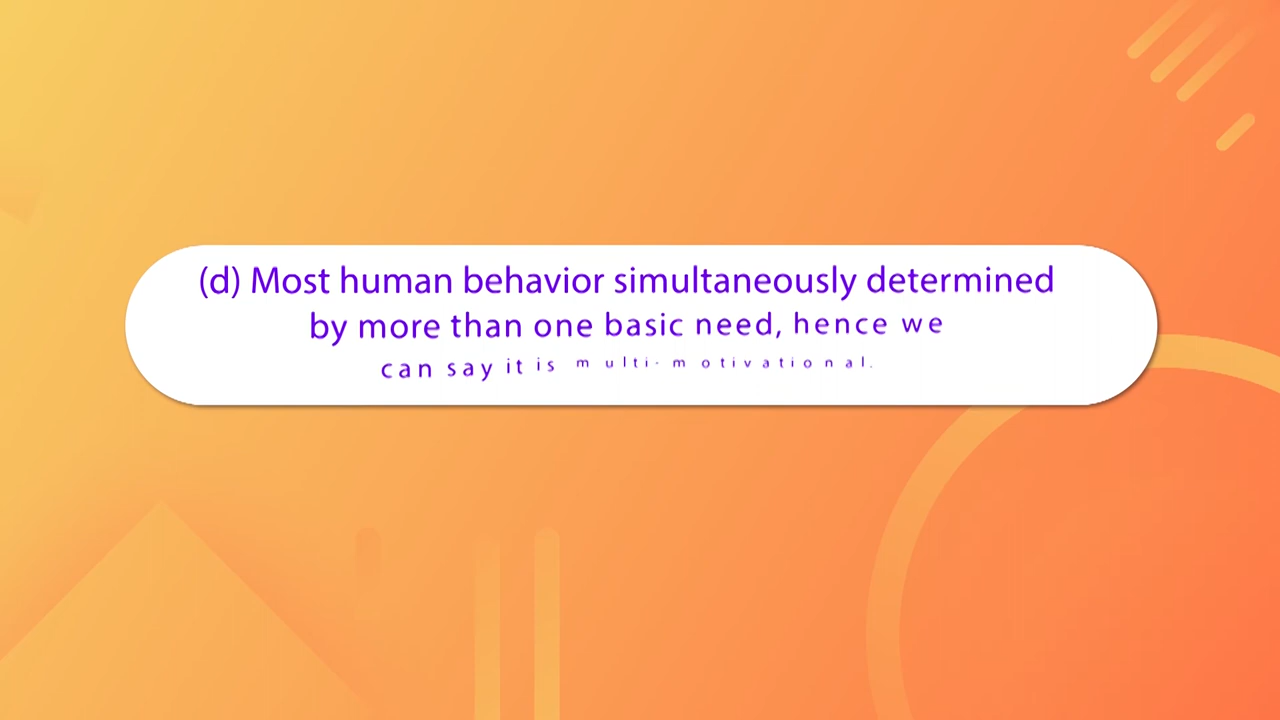 (d) Most human behavior simultaneously determined
by more than one basic need, hence we
can say it is multi-motivational.